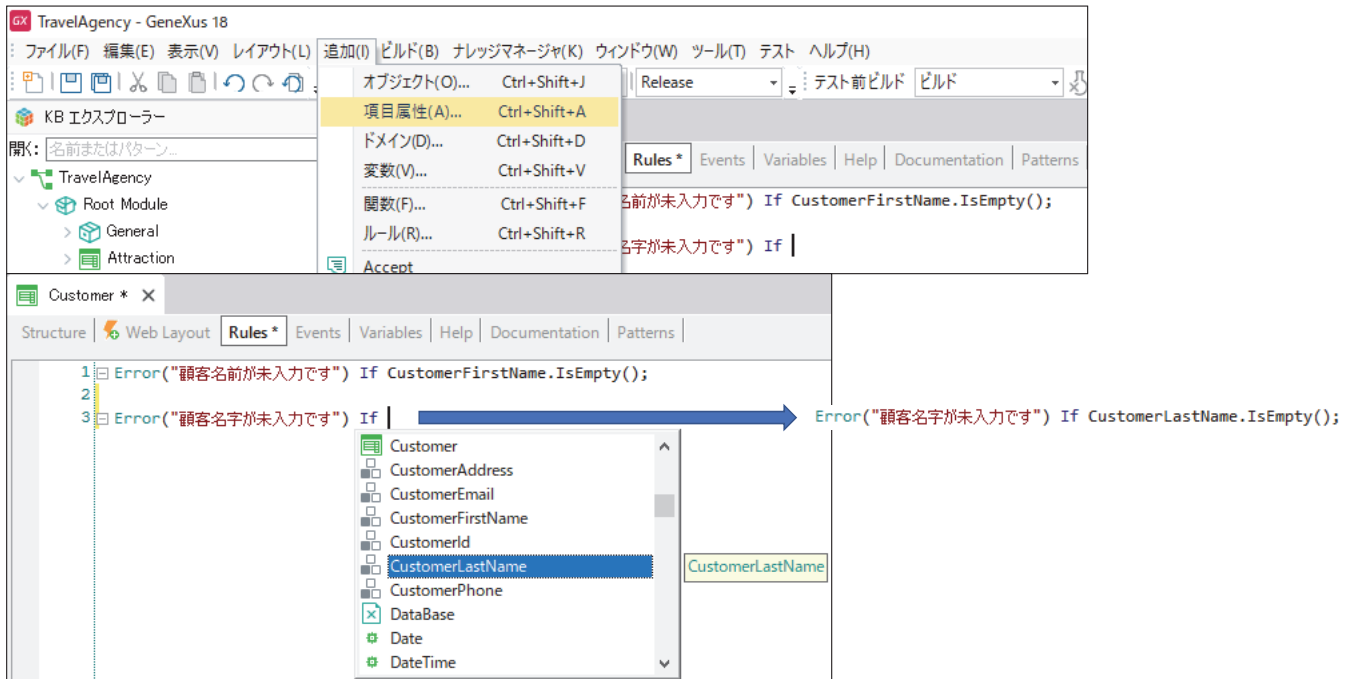 GX TravelAgency - GeneXus 18
ファイル(F) 編集(E) 表示(V) レイアウト(L) 追加(I) ビルド(B) ナレッジマネージャ(K) ウィンドウ(W) ツール(T) テスト ヘルプ(H)
オブジェクト(O)... Ctrl+Shift+J
Release テスト前ビルド ビルド
KB エクスプローラー
項目属性(A)... Ctrl+Shift+A
開く: 名前またはパターン...
ドメイン(D)... Ctrl+Shift+D
Rules * Events Variables Help Documentation Patterns
TravelAgency
変数(V)... Ctrl+Shift+V
Root Module
関数(F)... Ctrl+Shift+F
名前が未入力です") If CustomerFirstName.IsEmpty();
General
ルール(R)... Ctrl+Shift+R
名字が未入力です") If
Attraction
Accept
Customer *
Structure Web Layout Rules * Events Variables Help Documentation Patterns
1 Error("顧客名前が未入力です") If CustomerFirstName.IsEmpty();
2
3 Error("顧客名字が未入力です") If
Error("顧客名字が未入力です") If CustomerLastName.IsEmpty();
Customer
CustomerAddress
CustomerEmail
CustomerFirstName
CustomerId
CustomerLastName
CustomerLastName
CustomerPhone
DataBase
Date
DateTime